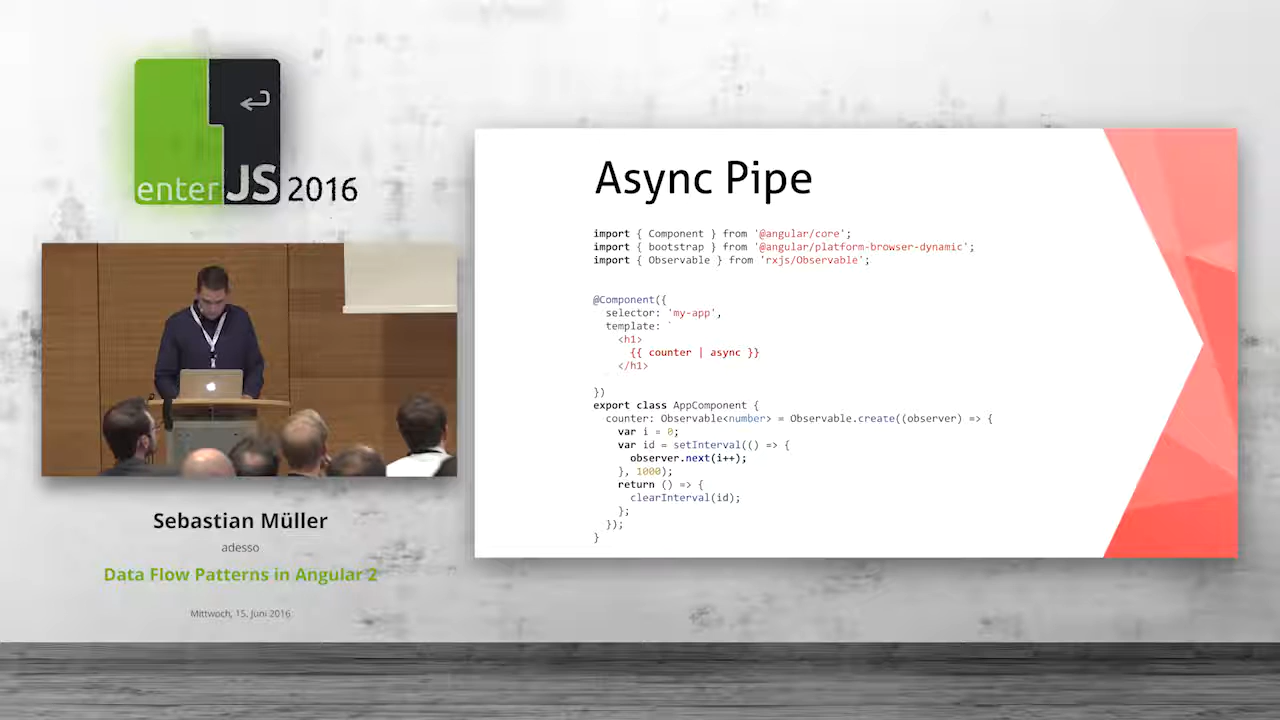 enterJS 2016
Sebastian Müller
adesso
Data Flow Patterns in Angular 2
Mittwoch, 15. Juni 2016
Async Pipe
import { Component } from '@angular/core';
import { bootstrap } from '@angular/platform-browser-dynamic';
import { Observable } from 'rxjs/Observable';
@Component({
selector: 'my-app',
template: `
<h1>
{{ counter | async }}
</h1>
})
export class AppComponent {
counter: Observable<number> = Observable.create((observer) => {
var i = 0;
var id = setInterval(() => {
observer.next(i++);
}, 1000);
return () => {
clearInterval(id);
};
});
}